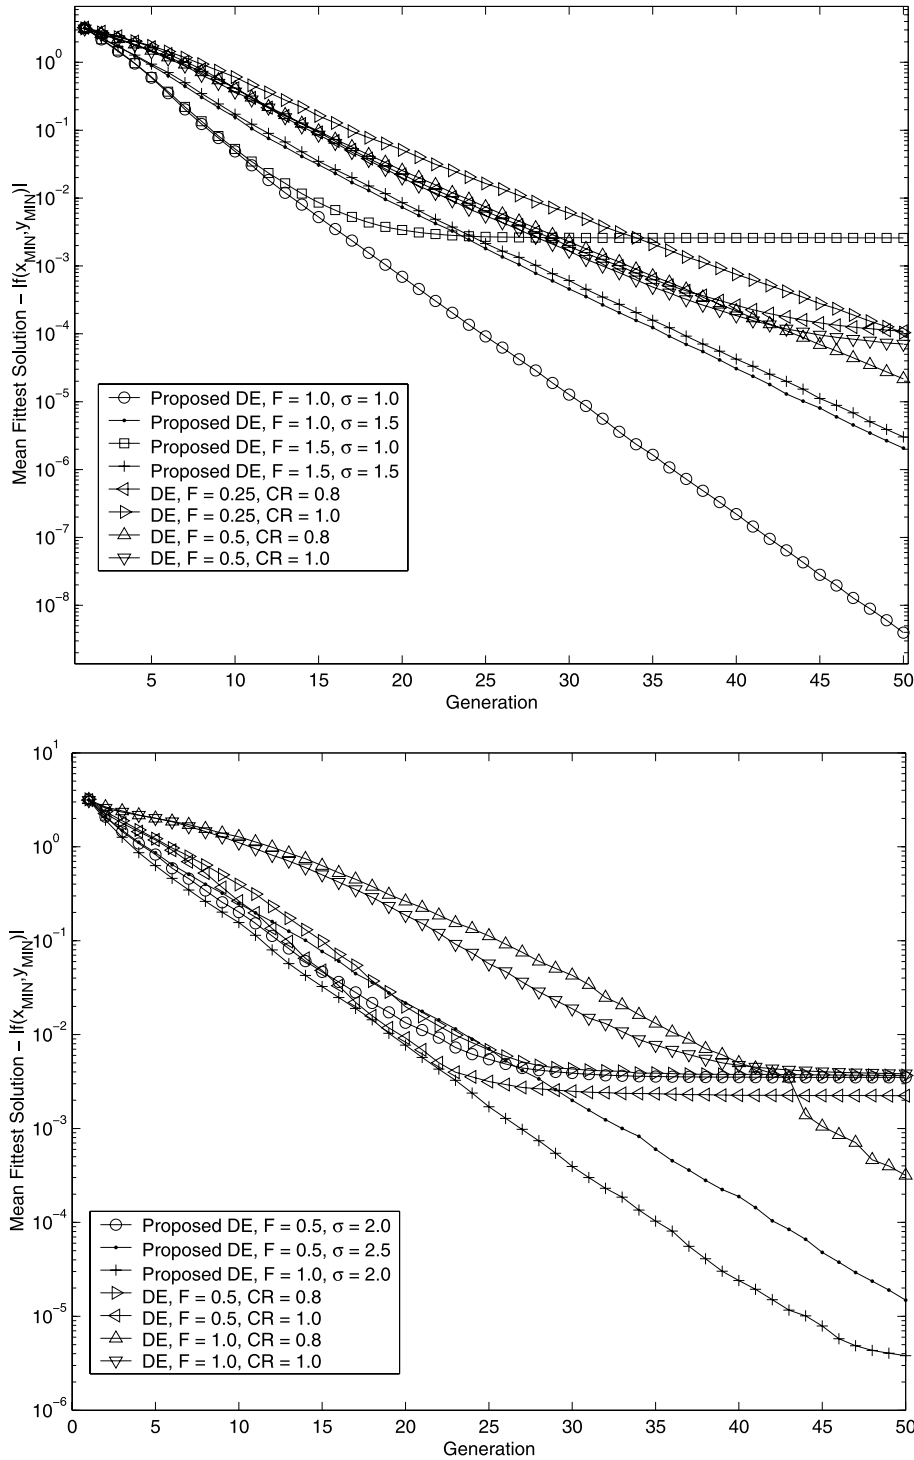 Mean Fittest Solution – |f(x_MIN,y_MIN)|
10^0
10^-1
10^-2
10^-3
10^-4
10^-5
10^-6
10^-7
10^-8
Proposed DE, F = 1.0, σ = 1.0
Proposed DE, F = 1.0, σ = 1.5
Proposed DE, F = 1.5, σ = 1.0
Proposed DE, F = 1.5, σ = 1.5
DE, F = 0.25, CR = 0.8
DE, F = 0.25, CR = 1.0
DE, F = 0.5, CR = 0.8
DE, F = 0.5, CR = 1.0
5 10 15 20 25 30 35 40 45 50
Generation
Mean Fittest Solution – |f(x_MIN,y_MIN)|
10^1
10^0
10^-1
10^-2
10^-3
10^-4
10^-5
10^-6
Proposed DE, F = 0.5, σ = 2.0
Proposed DE, F = 0.5, σ = 2.5
Proposed DE, F = 1.0, σ = 2.0
DE, F = 0.5, CR = 0.8
DE, F = 0.5, CR = 1.0
DE, F = 1.0, CR = 0.8
DE, F = 1.0, CR = 1.0
0 5 10 15 20 25 30 35 40 45 50
Generation